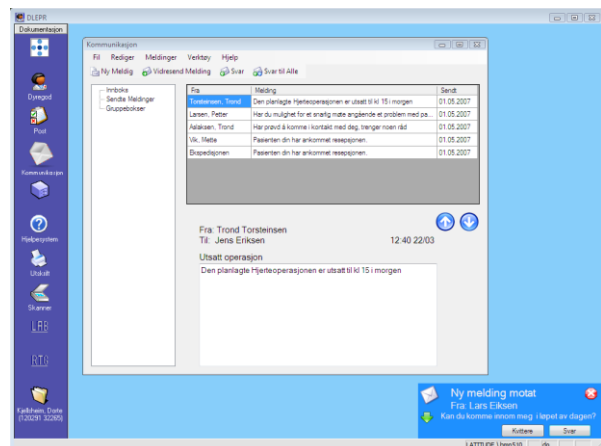 DLEPR
Dokumentasjon
Dyregod
Post
Kommunikasjon
Hjelpesystem
Utskrift
Skanner
LAB
RTG
Kjellsheim, Dorte
(120291 32265)
Kommunikasjon
Fil Rediger Meldinger Verktøy Hjelp
Ny Meldig Vidresend Melding Svar Svar til Alle
Innboks
Sendte Meldinger
Gruppebokser
Fra Melding Sendt
Torsteinsen, Trond Den planlagte Hjerteoperasjonen er utsatt til kl 15 i morgen 01.05.2007
Larsen, Petter Har du mulighet for et snarlig møte angående et problem med pa... 01.05.2007
Aslaksen, Trond Har prøvd å komme i kontakt med deg, trenger noen råd 01.05.2007
Vik, Mette Pasienten din har ankommet resepsjonen. 01.05.2007
Ekspedisjonen Pasienten din har ankommet resepsjonen. 01.05.2007
Fra: Trond Torsteinsen
Til: Jens Eriksen 12:40 22/03
Utsatt operasjon
Den planlagte Hjerteoperasjonen er utsatt til kl 15 i morgen
Ny melding motat
Fra: Lars Eiksen
Kan du komme innom meg i løpet av dagen?
Kvittere Svar